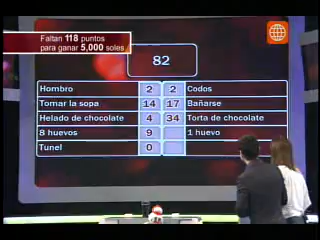 Faltan 118 puntos
para ganar 5,000 soles
82
Hombro 2 2 Codos
Tomar la sopa 14 17 Bañarse
Helado de chocolate 4 34 Torta de chocolate
8 huevos 9 1 huevo
Tunel 0